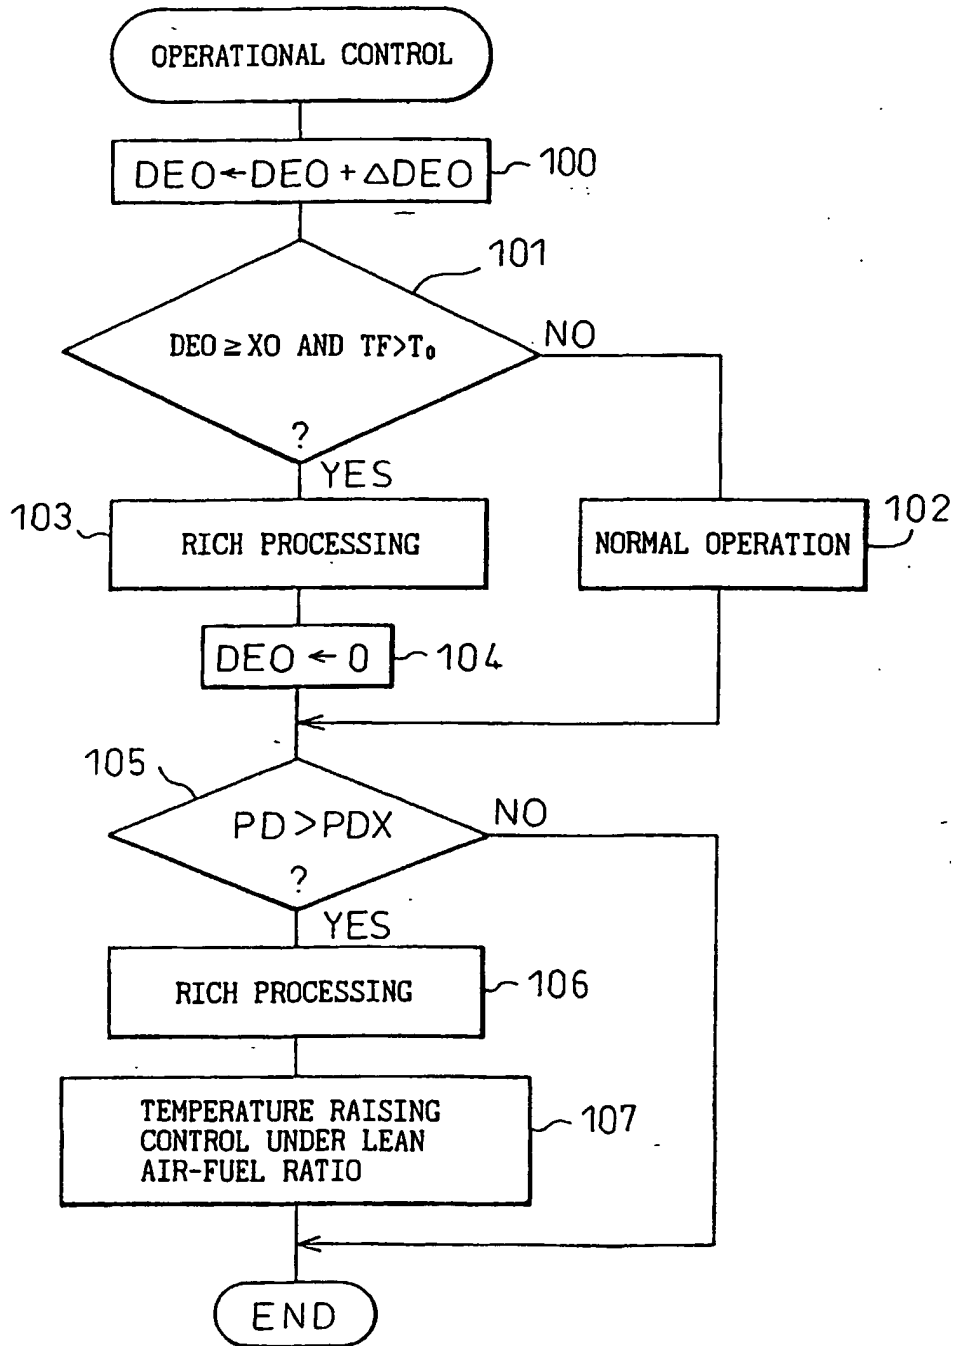 OPERATIONAL CONTROL
DEO←DEO + △DEO
100
101
DEO ≥ XO AND TF>T₀
?
NO
YES
103
RICH PROCESSING
NORMAL OPERATION
102
DEO ← 0
104
105
PD>PDX
?
NO
YES
RICH PROCESSING
106
TEMPERATURE RAISING
CONTROL UNDER LEAN
AIR-FUEL RATIO
107
END